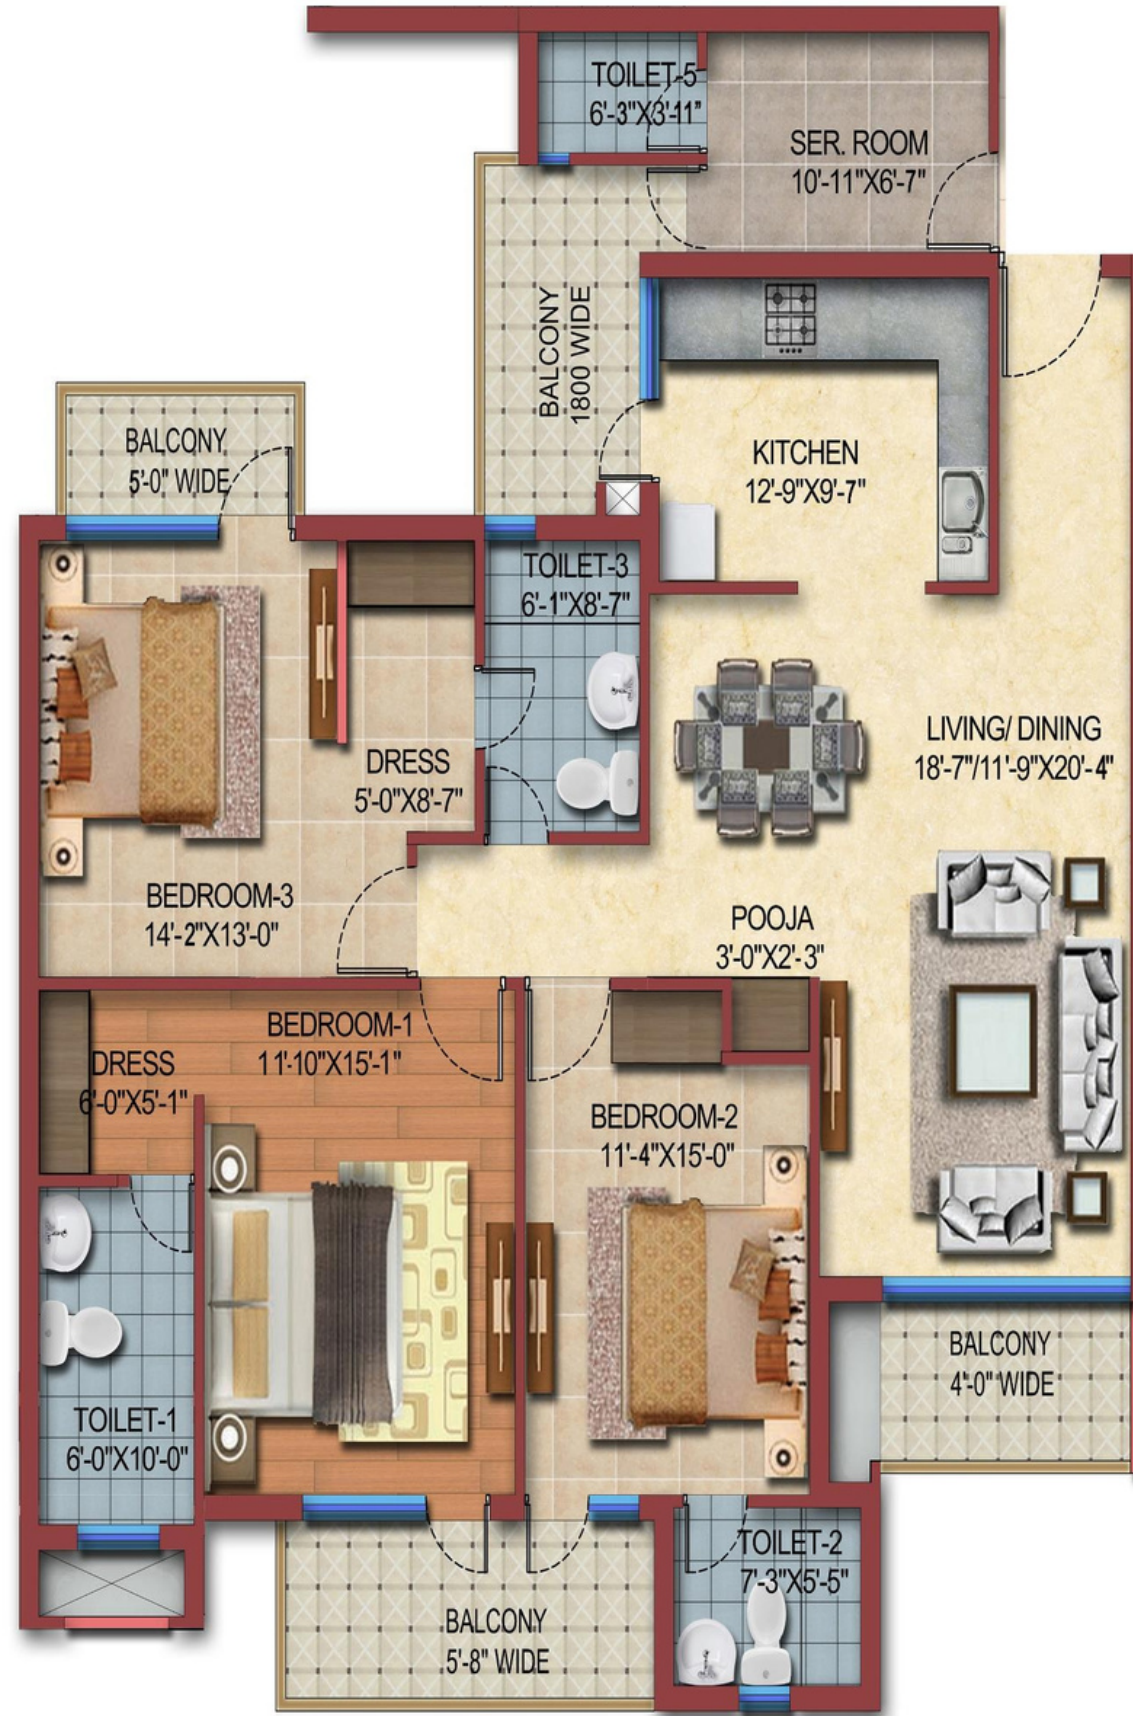 TOILET-5
6'-3"X3'-11"
SER. ROOM
10'-11"X6'-7"
BALCONY
1800 WIDE
BALCONY
5'-0" WIDE
KITCHEN
12'-9"X9'-7"
TOILET-3
6'-1"X8'-7"
LIVING/ DINING
18'-7"/11'-9"X20'-4"
DRESS
5'-0"X8'-7"
BEDROOM-3
14'-2"X13'-0"
POOJA
3'-0"X2'-3"
BEDROOM-1
11'-10"X15'-1"
DRESS
6'-0"X5'-1"
BEDROOM-2
11'-4"X15'-0"
BALCONY
4'-0" WIDE
TOILET-1
6'-0"X10'-0"
TOILET-2
7'-3"X5'-5"
BALCONY
5'-8" WIDE